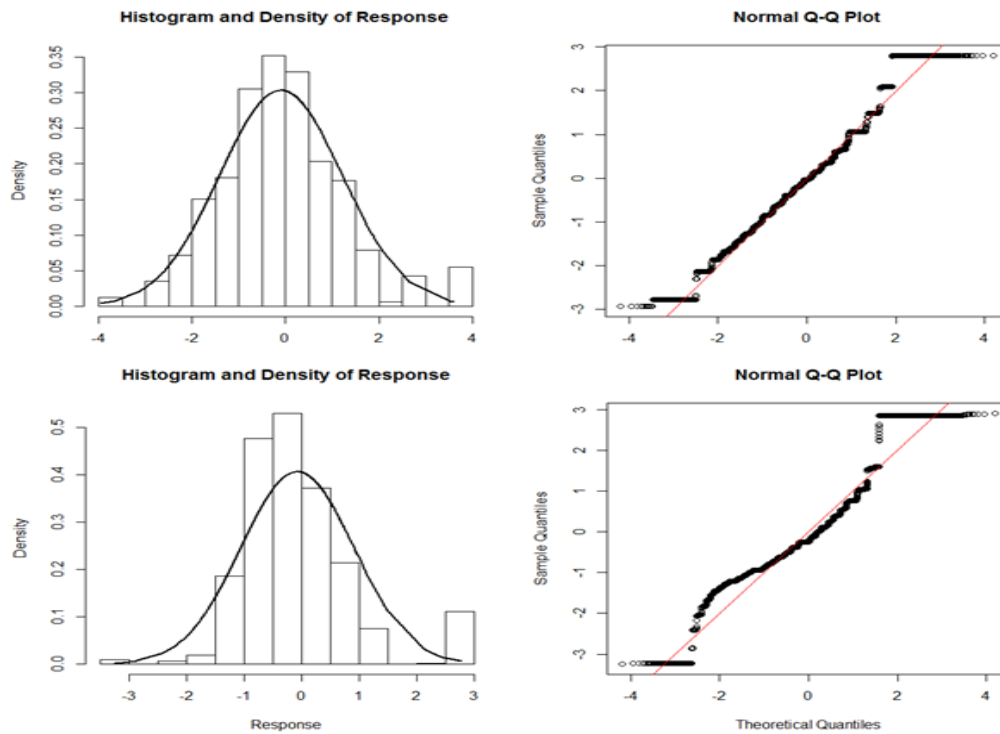 Histogram and Density of Response
Density
0.00 0.05 0.10 0.15 0.20 0.25 0.30 0.35
-4 -2 0 2 4
Normal Q-Q Plot
Sample Quantiles
-3 -2 -1 0 1 2 3
-4 -2 0 2 4
Histogram and Density of Response
Density
0.0 0.1 0.2 0.3 0.4 0.5
-3 -2 -1 0 1 2 3
Response
Normal Q-Q Plot
Sample Quantiles
-3 -2 -1 0 1 2 3
-4 -2 0 2 4
Theoretical Quantiles